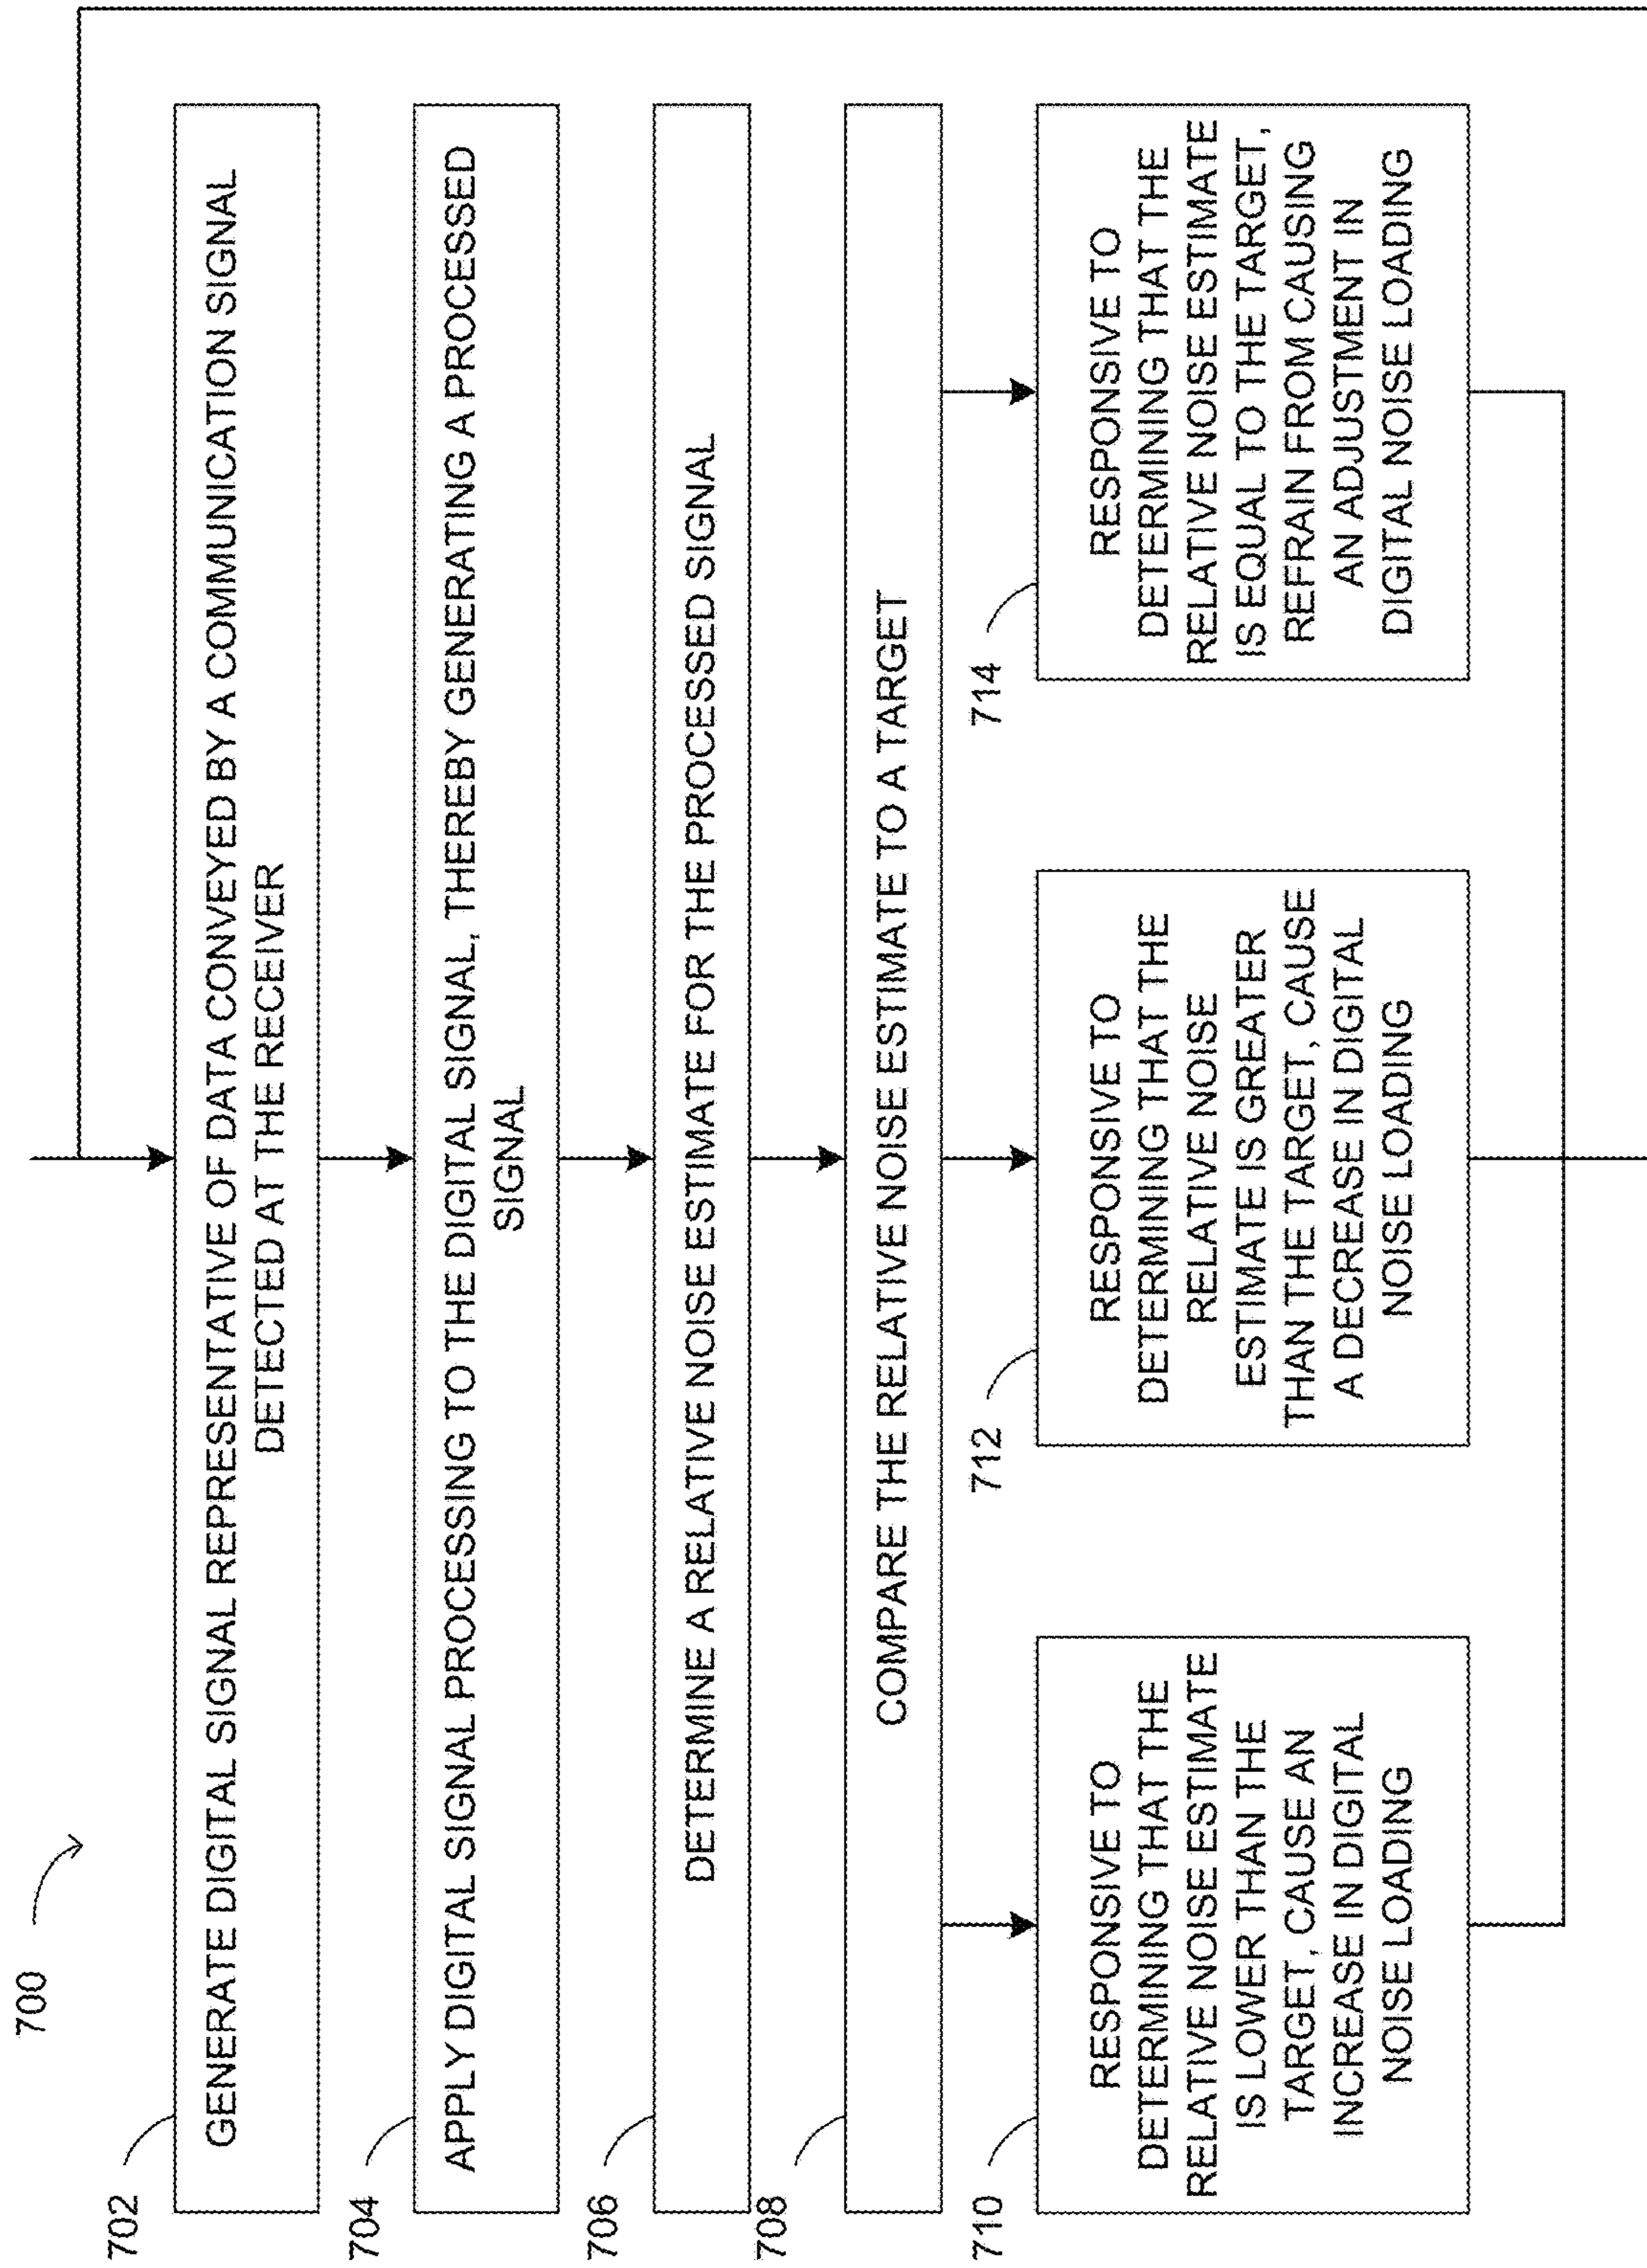 700
702
GENERATE DIGITAL SIGNAL REPRESENTATIVE OF DATA CONVEYED BY A COMMUNICATION SIGNAL
DETECTED AT THE RECEIVER
704
APPLY DIGITAL SIGNAL PROCESSING TO THE DIGITAL SIGNAL, THEREBY GENERATING A PROCESSED
SIGNAL
706
DETERMINE A RELATIVE NOISE ESTIMATE FOR THE PROCESSED SIGNAL
708
COMPARE THE RELATIVE NOISE ESTIMATE TO A TARGET
710
RESPONSIVE TO
DETERMINING THAT THE
RELATIVE NOISE ESTIMATE
IS LOWER THAN THE
TARGET, CAUSE AN
INCREASE IN DIGITAL
NOISE LOADING
712
RESPONSIVE TO
DETERMINING THAT THE
RELATIVE NOISE
ESTIMATE IS GREATER
THAN THE TARGET, CAUSE
A DECREASE IN DIGITAL
NOISE LOADING
714
RESPONSIVE TO
DETERMINING THAT THE
RELATIVE NOISE ESTIMATE
IS EQUAL TO THE TARGET,
REFRAIN FROM CAUSING
AN ADJUSTMENT IN
DIGITAL NOISE LOADING